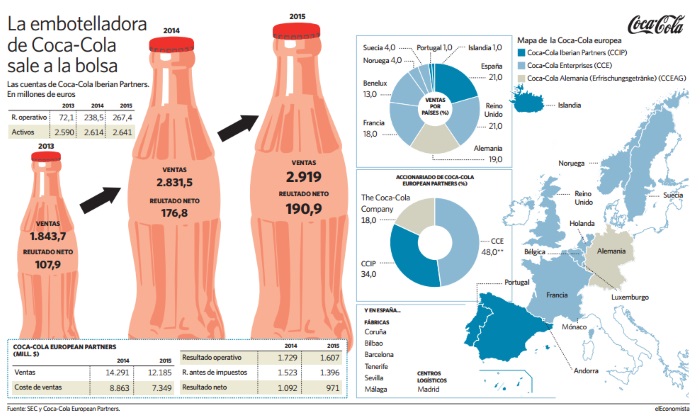 La embotelladora
de Coca-Cola
sale a la bolsa
Las cuentas de Coca-Cola Iberian Partners.
En millones de euros
2013 2014 2015
R. operativo 72,1 238,5 267,4
Activos 2.590 2.614 2.641
2013
VENTAS
1.843,7
REULTADO NETO
107,9
2014
VENTAS
2.831,5
REULTADO NETO
176,8
2015
VENTAS
2.919
REULTADO NETO
190,9
COCA-COLA EUROPEAN PARTNERS
(MILL. $)
2014 2015
Ventas 14.291 12.185
Coste de ventas 8.863 7.349
2014 2015
Resultado operativo 1.729 1.607
R. antes de impuestos 1.523 1.396
Resultado neto 1.092 971
VENTAS
POR
PAÍSES (%)
Suecia 4,0
Portugal 1,0
Islandia 1,0
Noruega 4,0
España
21,0
Benelux
13,0
Reino
Unido
21,0
Francia
18,0
Alemania
19,0
ACCIONARIADO DE COCA-COLA
EUROPEAN PARTNERS (%)
The Coca-Cola
Company
18,0
CCE
48,0**
CCIP
34,0
Y EN ESPAÑA...
FÁBRICAS
Coruña
Bilbao
Barcelona
Tenerife
Sevilla
Málaga
CENTROS
LOGÍSTICOS
Madrid
Coca-Cola
Mapa de la Coca-Cola europea
Coca-Cola Iberian Partners (CCIP)
Coca-Cola Enterprises (CCE)
Coca-Cola Alemania (Erfrischungsgetränke) (CCEAG)
Islandia
Noruega
Suecia
Reino
Unido
Holanda
Alemania
Bélgica
Luxemburgo
Francia
Portugal
Mónaco
Andorra
Fuente: SEC y Coca-Cola European Partners.
elEconomista